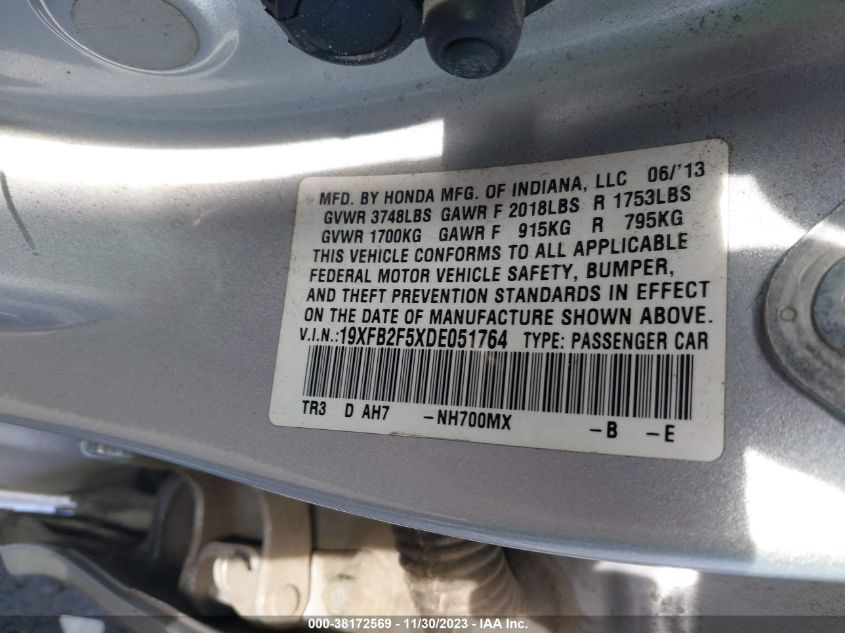 MFD. BY HONDA MFG. OF INDIANA, LLC 06/'13
GVWR 3748LBS GAWR F 2018LBS R 1753LBS
GVWR 1700KG GAWR F 915KG R 795KG
THIS VEHICLE CONFORMS TO ALL APPLICABLE
FEDERAL MOTOR VEHICLE SAFETY, BUMPER,
AND THEFT PREVENTION STANDARDS IN EFFECT
ON THE DATE OF MANUFACTURE SHOWN ABOVE.
V.I.N.:19XFB2F5XDE051764 TYPE: PASSENGER CAR
TR3 D AH7 -NH700MX -B -E
000-38172569 - 11/30/2023 - IAAI.COM